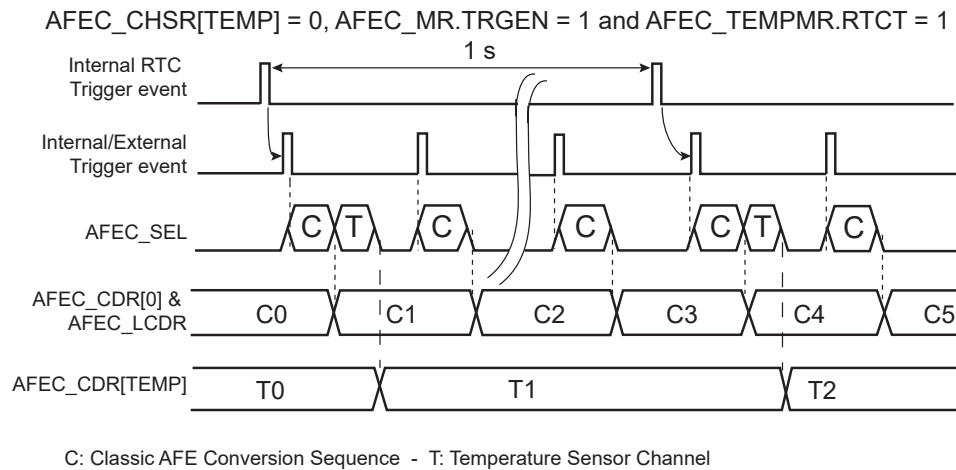 AFEC_CHSR[TEMP] = 0, AFEC_MR.TRGEN = 1 and AFEC_TEMPMR.RTCT = 1
1 s
Internal RTC
Trigger event
Internal/External
Trigger event
AFEC_SEL
C T C C C T C
AFEC_CDR[0] &
AFEC_LCDR
C0 C1 C2 C3 C4 C5
AFEC_CDR[TEMP]
T0 T1 T2
C: Classic AFE Conversion Sequence - T: Temperature Sensor Channel